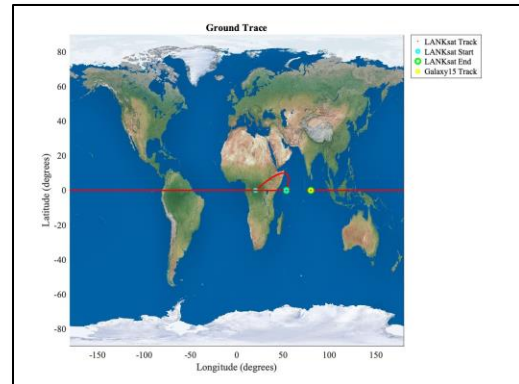 Ground Trace
LANKsat Track
LANKsat Start
LANKsat End
Galaxy15 Track
80
60
40
20
0
-20
-40
-60
-80
Latitude (degrees)
-150
-100
-50
0
50
100
150
Longitude (degrees)